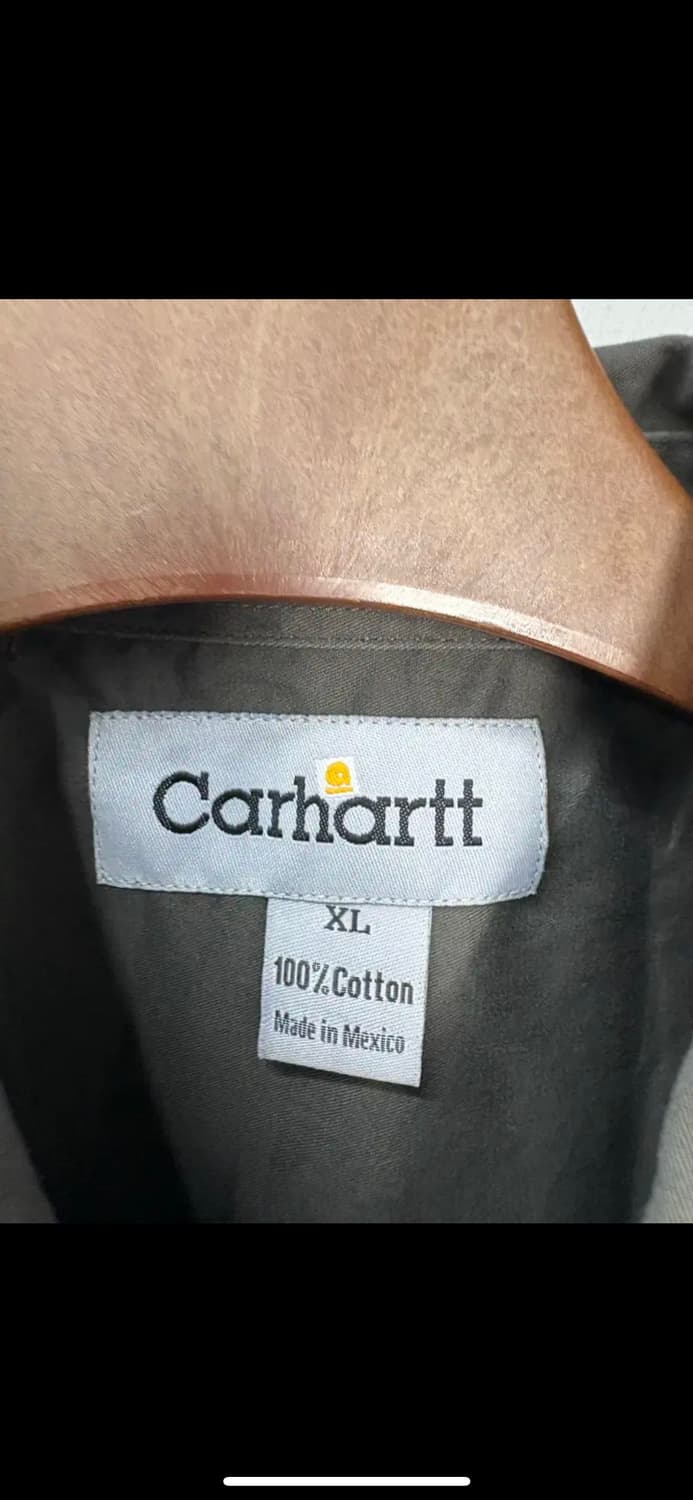 Carhartt
XL
100% Cotton
Made in Mexico